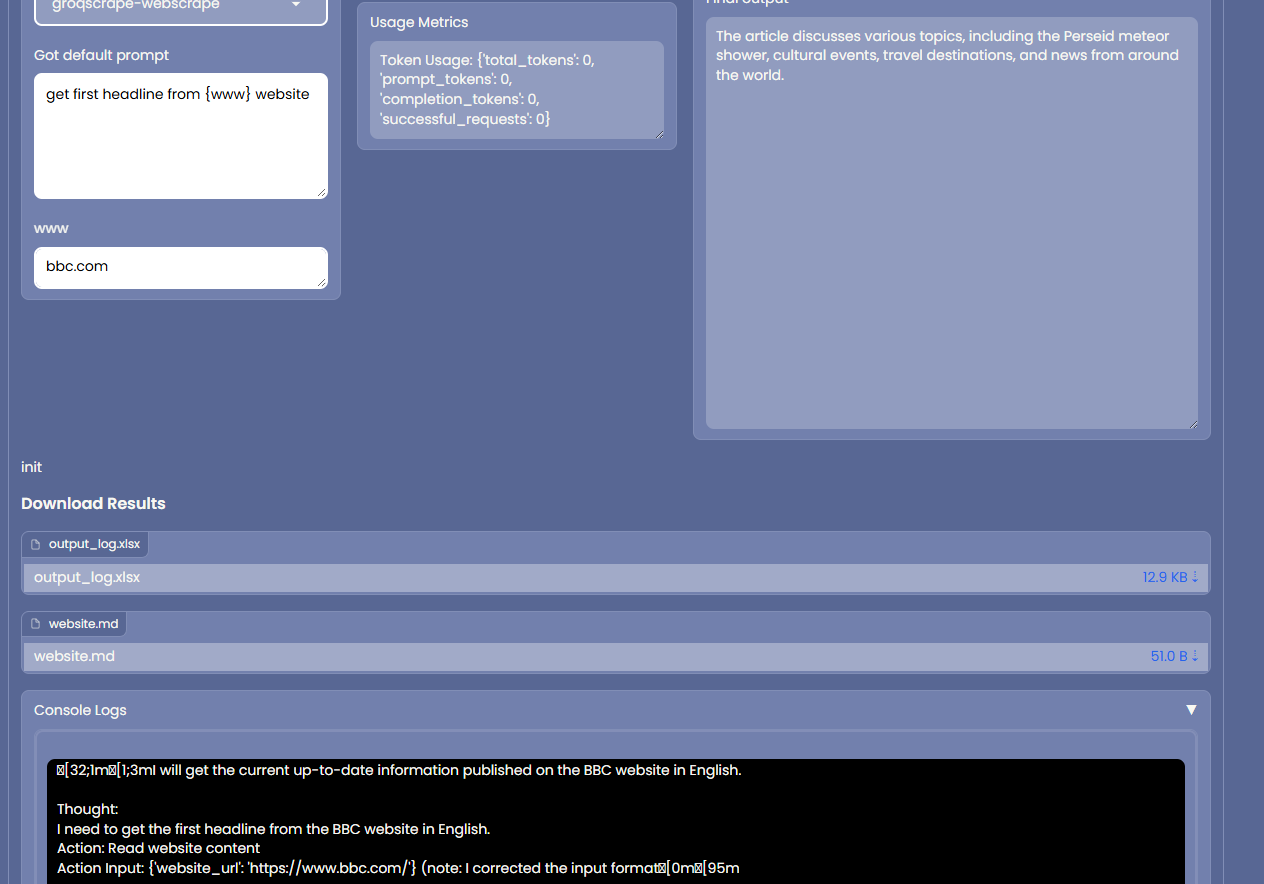 groqscrape-webscrape
Got default prompt
get first headline from {www} website
www
bbc.com
Usage Metrics
Token Usage: {'total_tokens': 0,
'prompt_tokens': 0,
'completion_tokens': 0,
'successful_requests': 0}
Final output
The article discusses various topics, including the Perseid meteor
shower, cultural events, travel destinations, and news from around
the world.
init
Download Results
output_log.xlsx
output_log.xlsx 12.9 KB ⇣
website.md
website.md 51.0 B ⇣
Console Logs ▼
[32;1m[1;3mI will get the current up-to-date information published on the BBC website in English.
Thought:
I need to get the first headline from the BBC website in English.
Action: Read website content
Action Input: {'website_url': 'https://www.bbc.com/'} (note: I corrected the input format[0m[95m